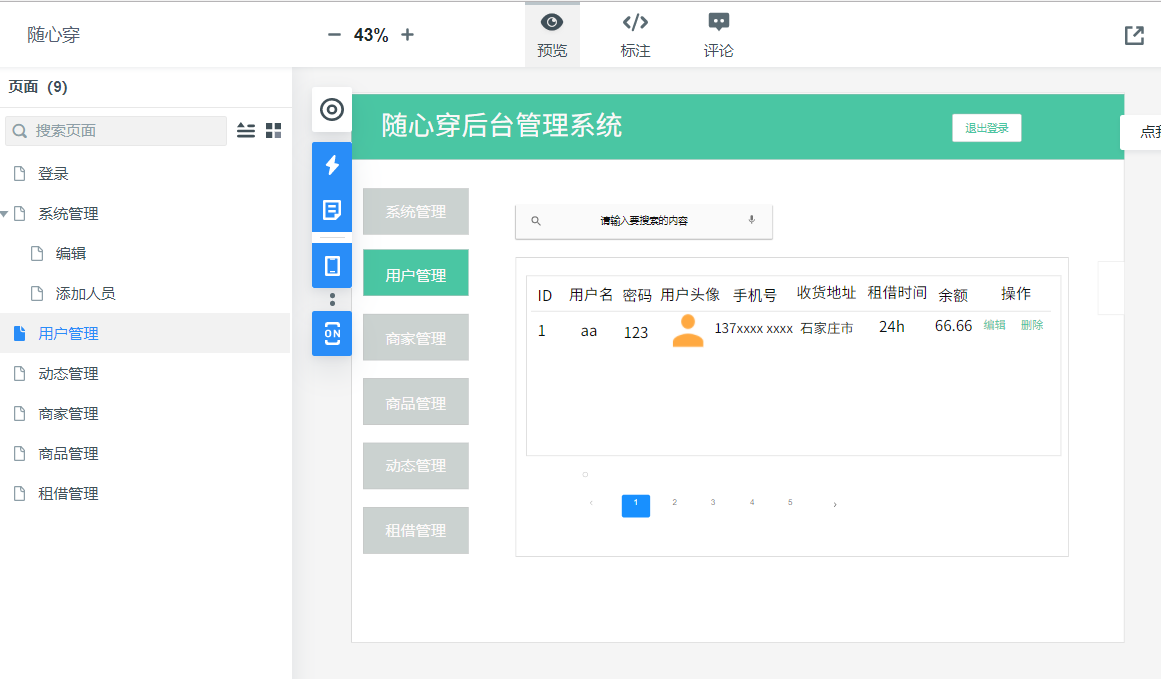 随心穿
43%
预览
标注
评论
页面 (9)
搜索页面
登录
系统管理
编辑
添加人员
用户管理
动态管理
商家管理
商品管理
租借管理
ON
随心穿后台管理系统
退出登录
系统管理
用户管理
商家管理
商品管理
动态管理
租借管理
请输入要搜索的内容
ID 用户名 密码 用户头像 手机号 收货地址 租借时间 余额 操作
1 aa 123 137xxxx xxxx 石家庄市 24h 66.66 编辑 删除
‹ 1 2 3 4 5 ›
点